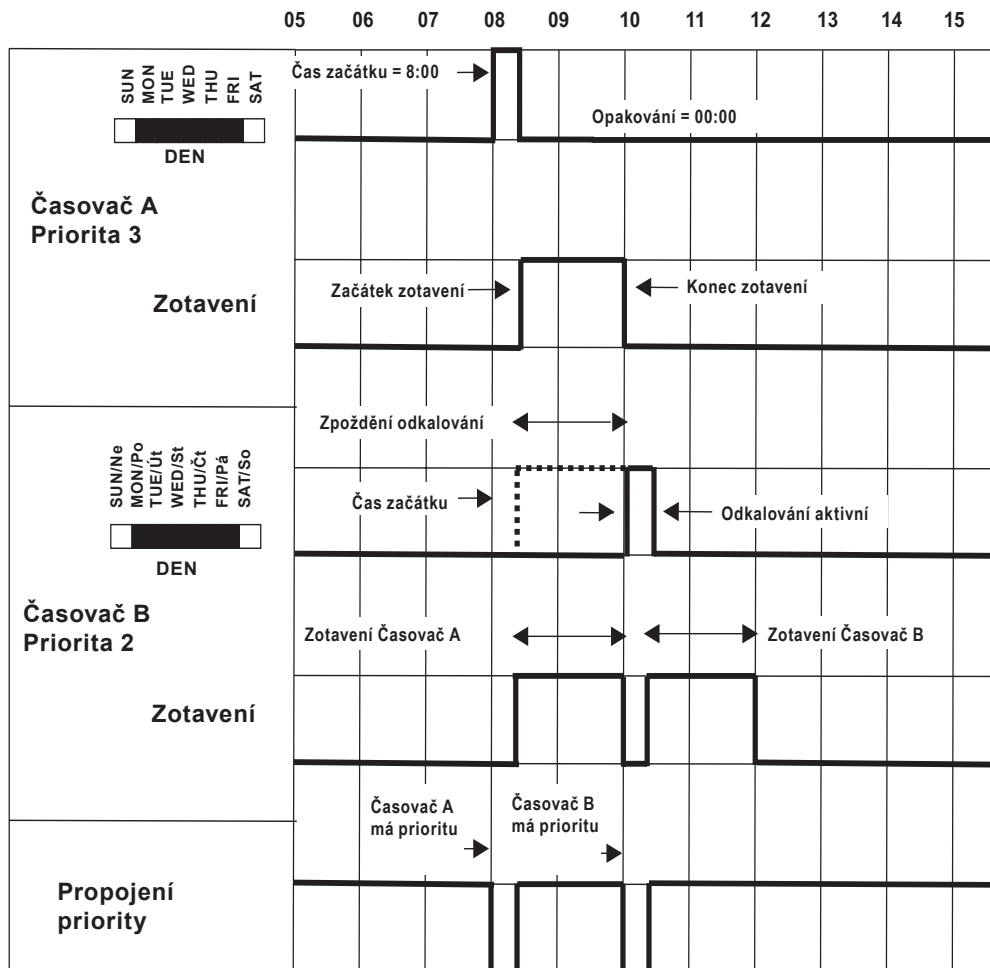 05 06 07 08 09 10 11 12 13 14 15
Čas začátku = 8:00
SUN
MON
TUE
WED
THU
FRI
SAT
DEN
Opakování = 00:00
Časovač A
Priorita 3
Začátek zotavení
Konec zotavení
Zotavení
Zpoždění odkalování
SUN/Ne
MON/Po
TUE/Út
WED/St
THU/Čt
FRI/Pá
SAT/So
DEN
Čas začátku
Odkalování aktivní
Časovač B
Priorita 2
Zotavení Časovač A
Zotavení Časovač B
Zotavení
Časovač A
má prioritu
Časovač B
má prioritu
Propojení
priority